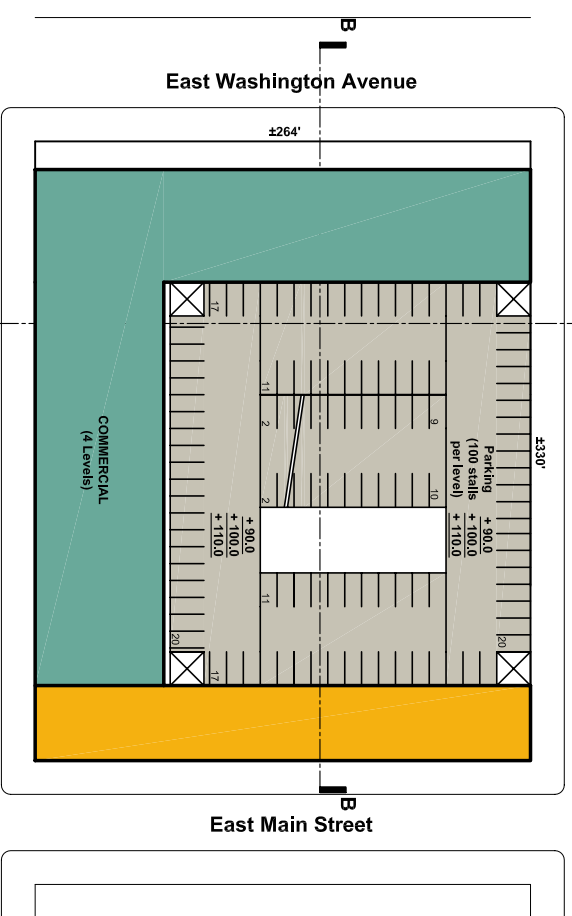 B
East Washington Avenue
±264'
17
11
2
9
±330'
Parking
(100 stalls
per level)
COMMERCIAL
(4 Levels)
2
10
+ 90.0
+ 100.0
+ 110.0
+ 90.0
+ 100.0
+ 110.0
11
20
20
17
B
East Main Street